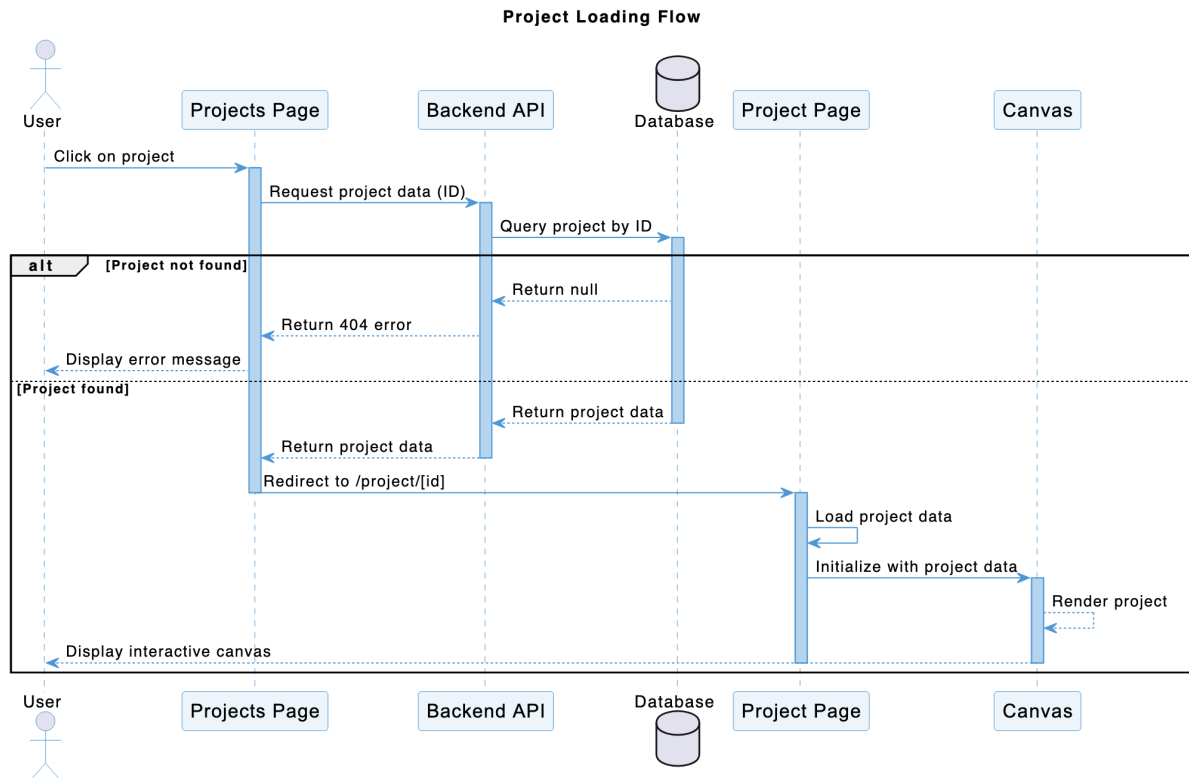 Project Loading Flow
User
Projects Page
Backend API
Database
Project Page
Canvas
Click on project
Request project data (ID)
Query project by ID
alt
[Project not found]
Return null
Return 404 error
Display error message
[Project found]
Return project data
Return project data
Redirect to /project/[id]
Load project data
Initialize with project data
Render project
Display interactive canvas
User
Projects Page
Backend API
Database
Project Page
Canvas